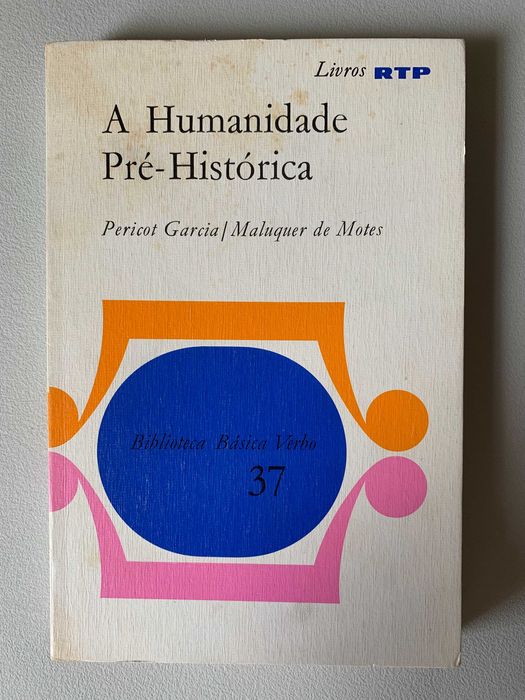 Livros RTP
A Humanidade
Pré-Histórica
Pericot Garcia/Maluquer de Motes
Biblioteca Básica Verbo
37